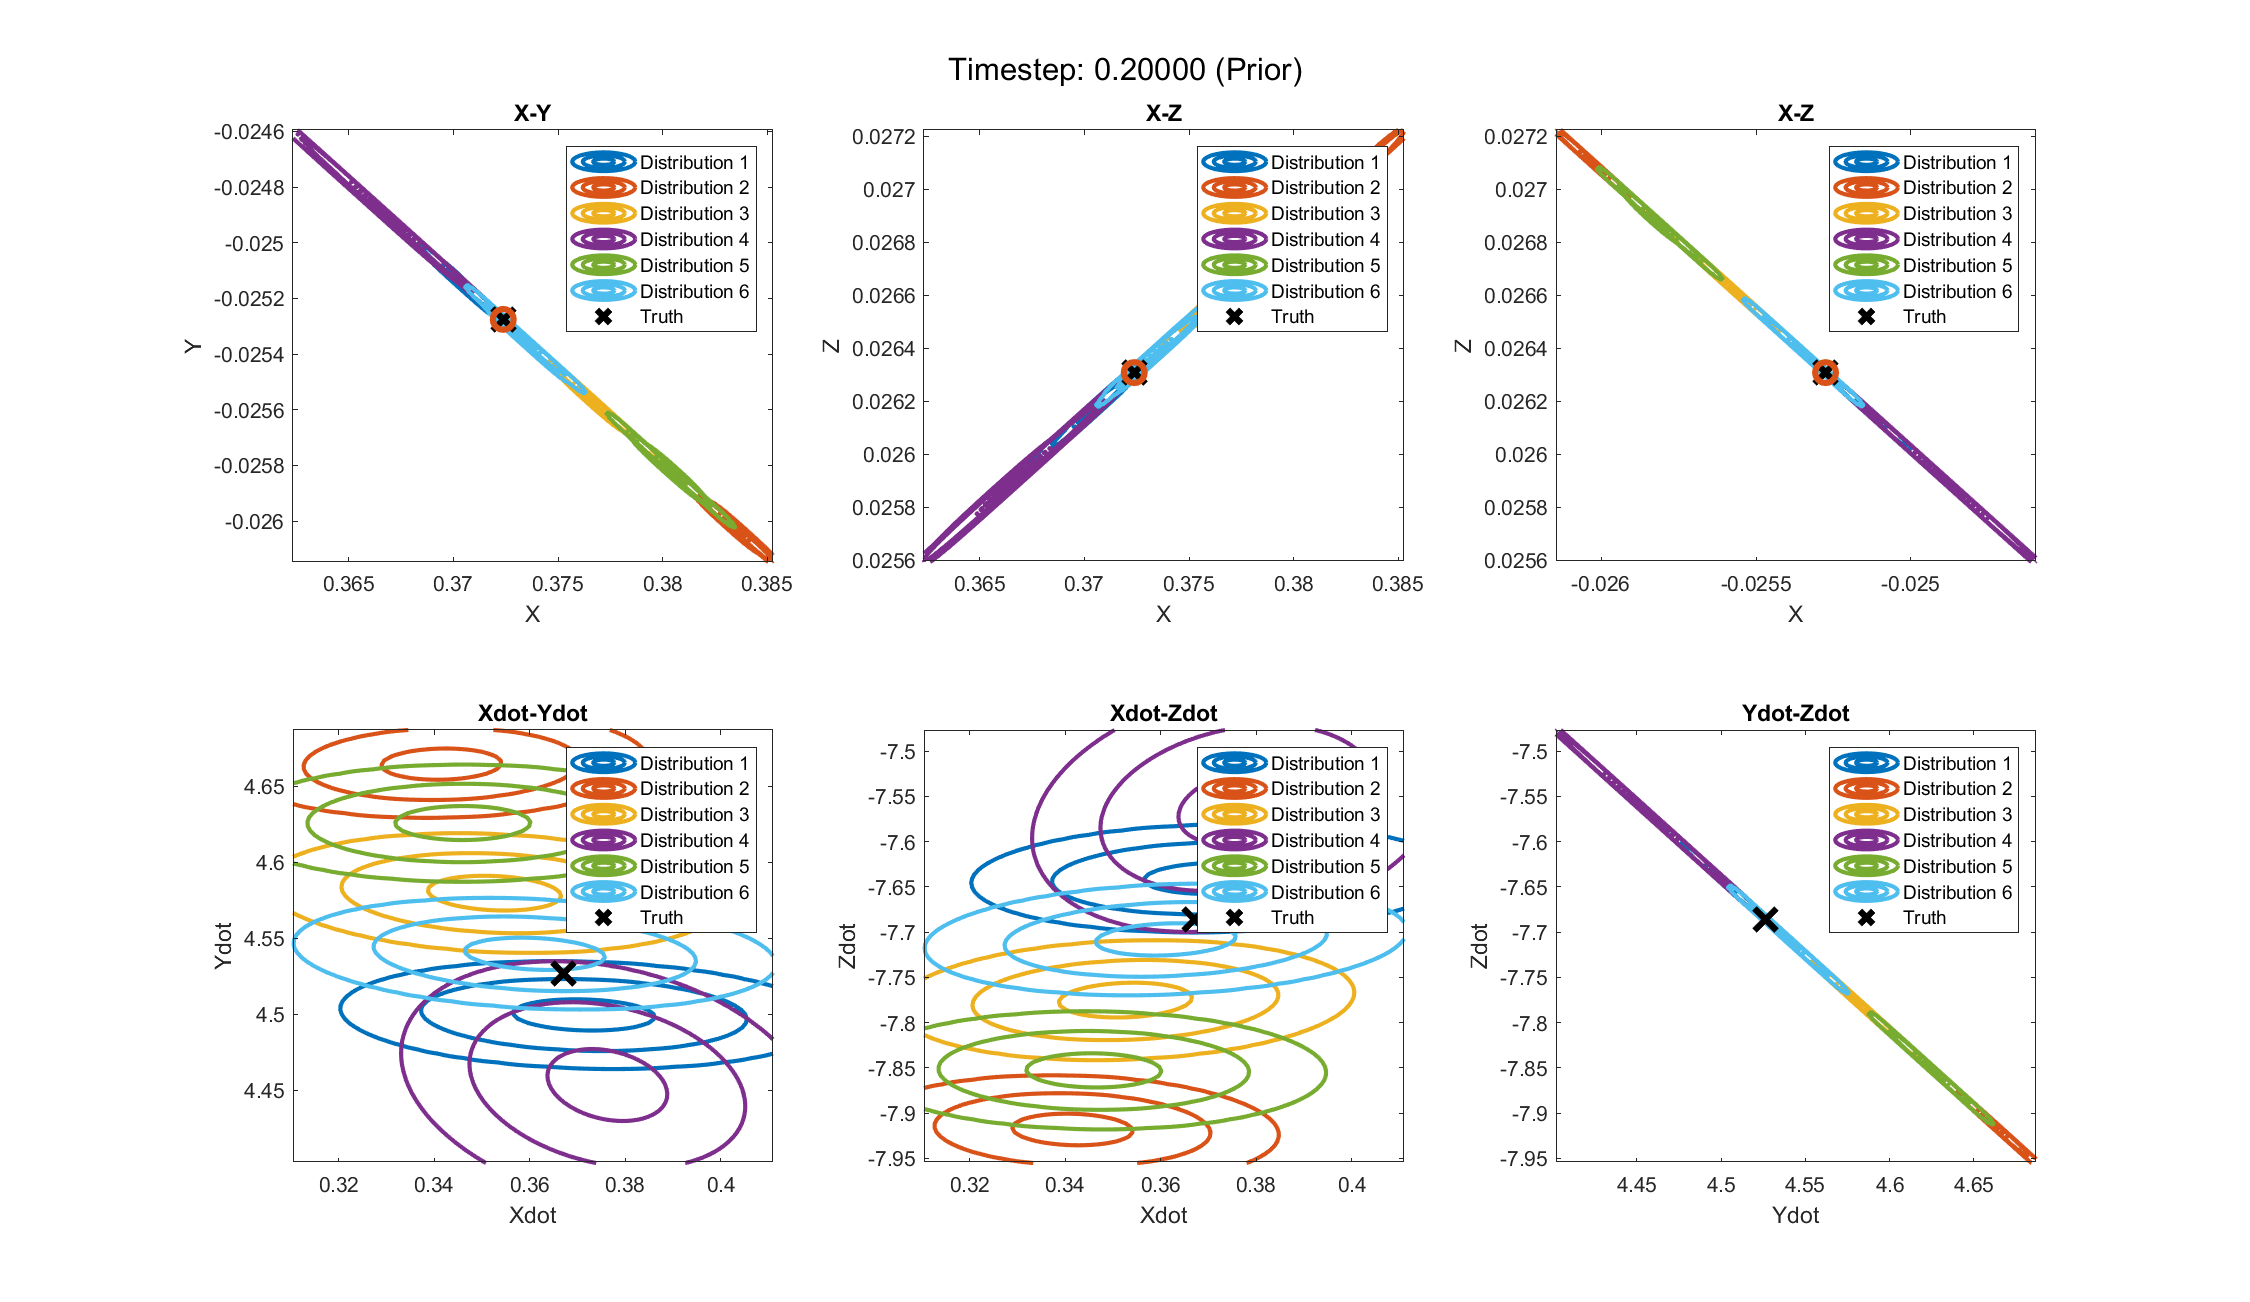 Timestep: 0.20000 (Prior)
X-Y
-0.0246
-0.0248
-0.025
-0.0252
-0.0254
-0.0256
-0.0258
-0.026
Y
0.365 0.37 0.375 0.38 0.385
X
Distribution 1
Distribution 2
Distribution 3
Distribution 4
Distribution 5
Distribution 6
Truth
X-Z
0.0272
0.027
0.0268
0.0266
0.0264
0.0262
0.026
0.0258
0.0256
Z
0.365 0.37 0.375 0.38 0.385
X
Distribution 1
Distribution 2
Distribution 3
Distribution 4
Distribution 5
Distribution 6
Truth
X-Z
0.0272
0.027
0.0268
0.0266
0.0264
0.0262
0.026
0.0258
0.0256
Z
-0.026 -0.0255 -0.025
X
Distribution 1
Distribution 2
Distribution 3
Distribution 4
Distribution 5
Distribution 6
Truth
Xdot-Ydot
4.65
4.6
4.55
4.5
4.45
Ydot
0.32 0.34 0.36 0.38 0.4
Xdot
Distribution 1
Distribution 2
Distribution 3
Distribution 4
Distribution 5
Distribution 6
Truth
Xdot-Zdot
-7.5
-7.55
-7.6
-7.65
-7.7
-7.75
-7.8
-7.85
-7.9
-7.95
Zdot
0.32 0.34 0.36 0.38 0.4
Xdot
Distribution 1
Distribution 2
Distribution 3
Distribution 4
Distribution 5
Distribution 6
Truth
Ydot-Zdot
-7.5
-7.55
-7.6
-7.65
-7.7
-7.75
-7.8
-7.85
-7.9
-7.95
Zdot
4.45 4.5 4.55 4.6 4.65
Ydot
Distribution 1
Distribution 2
Distribution 3
Distribution 4
Distribution 5
Distribution 6
Truth